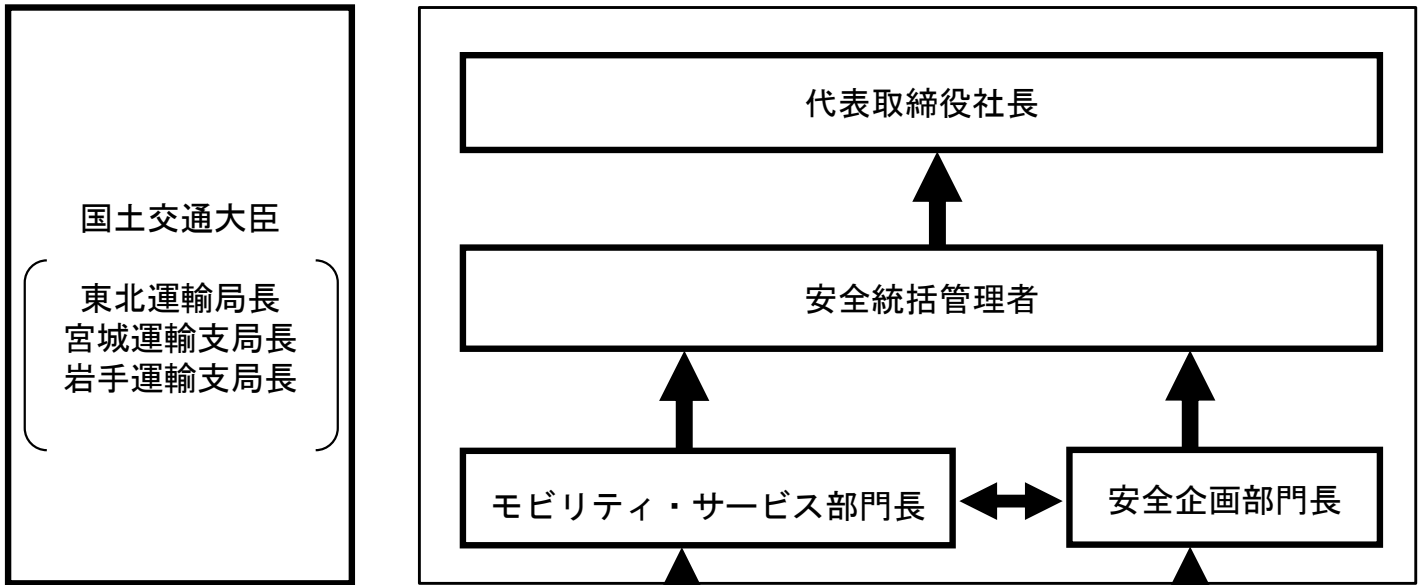 国土交通大臣
東北運輸局長
宮城運輸支局長
岩手運輸支局長
代表取締役社長
安全統括管理者
モビリティ・サービス部門長
安全企画部門長